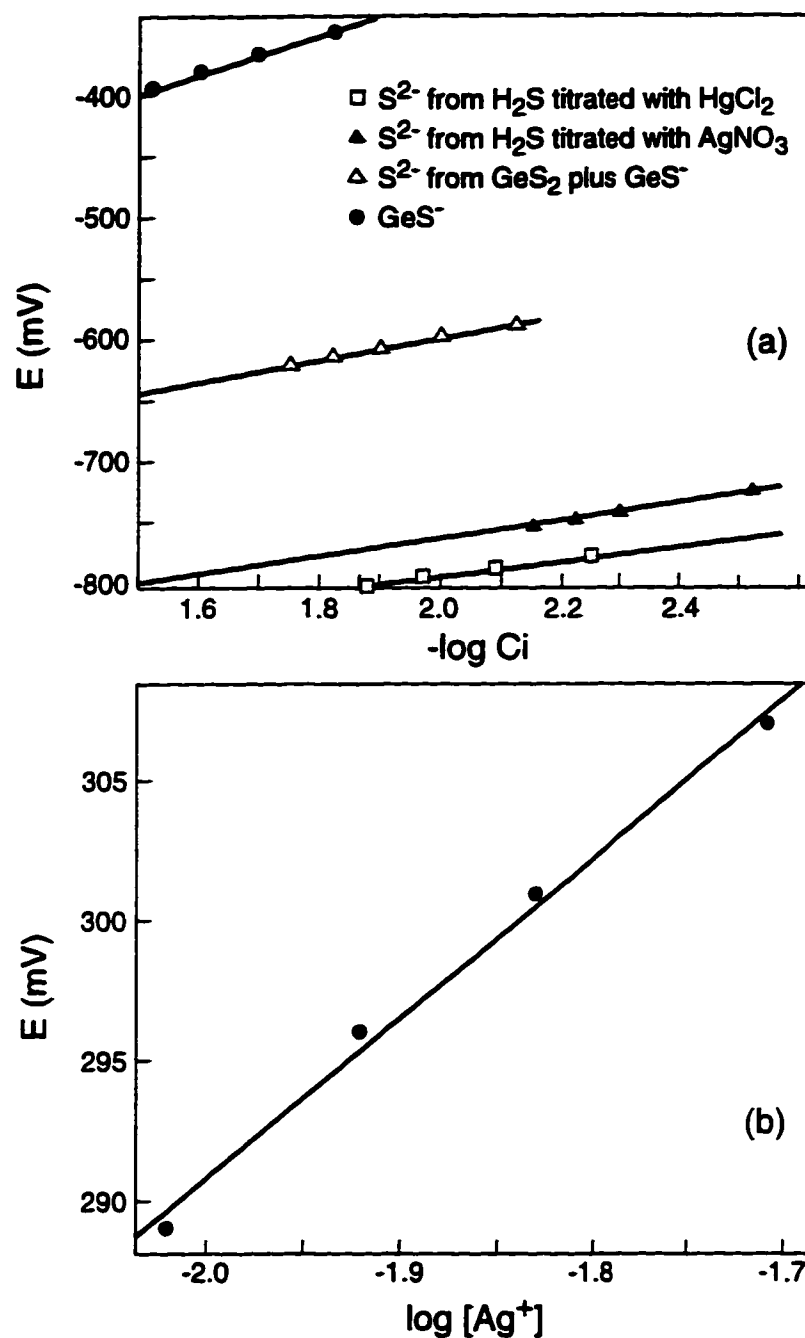 -400
-500
-600
-700
-800
E (mV)
□ S²⁻ from H₂S titrated with HgCl₂
▲ S²⁻ from H₂S titrated with AgNO₃
△ S²⁻ from GeS₂ plus GeS⁻
● GeS⁻
(a)
1.6 1.8 2.0 2.2 2.4
-log Ci
305
300
295
290
E (mV)
(b)
-2.0 -1.9 -1.8 -1.7
log [Ag⁺]